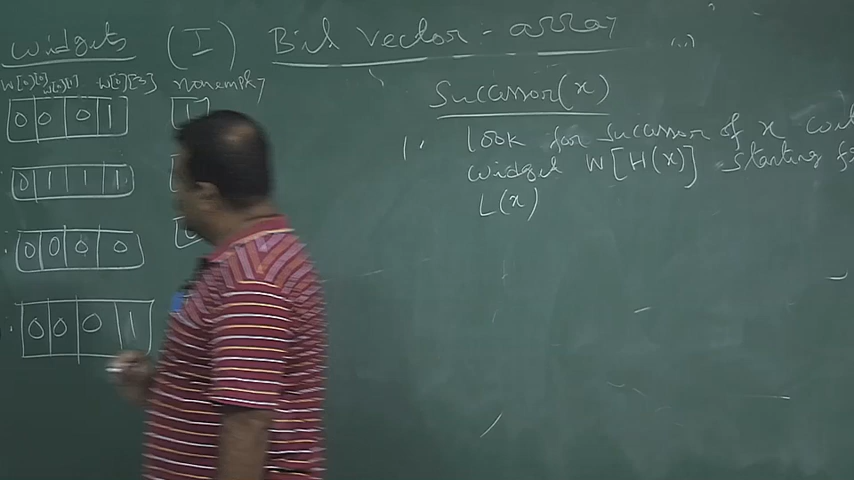 widgets (I) Bit Vector - array
W[0][0] W[0][1] W[0][3] nonempty
Successor(x)
0 0 0 1 1
1. look for successor of x
widget W[H(x)] starting
L(x)
0 1 1 1
0 0 0 0
0 0 0 1